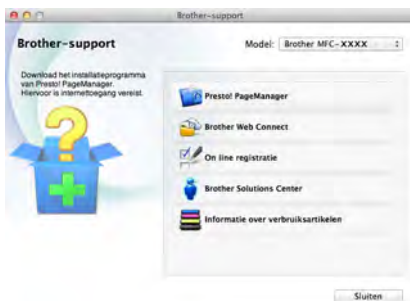 Brother-support
Brother-support
Model: Brother MFC-XXXX
Download het installatieprogramma
van Presto! PageManager.
Hiervoor is internettoegang vereist.
Presto! PageManager
Brother Web Connect
On line registratie
Brother Solutions Center
Informatie over verbruiksartikelen
Sluiten